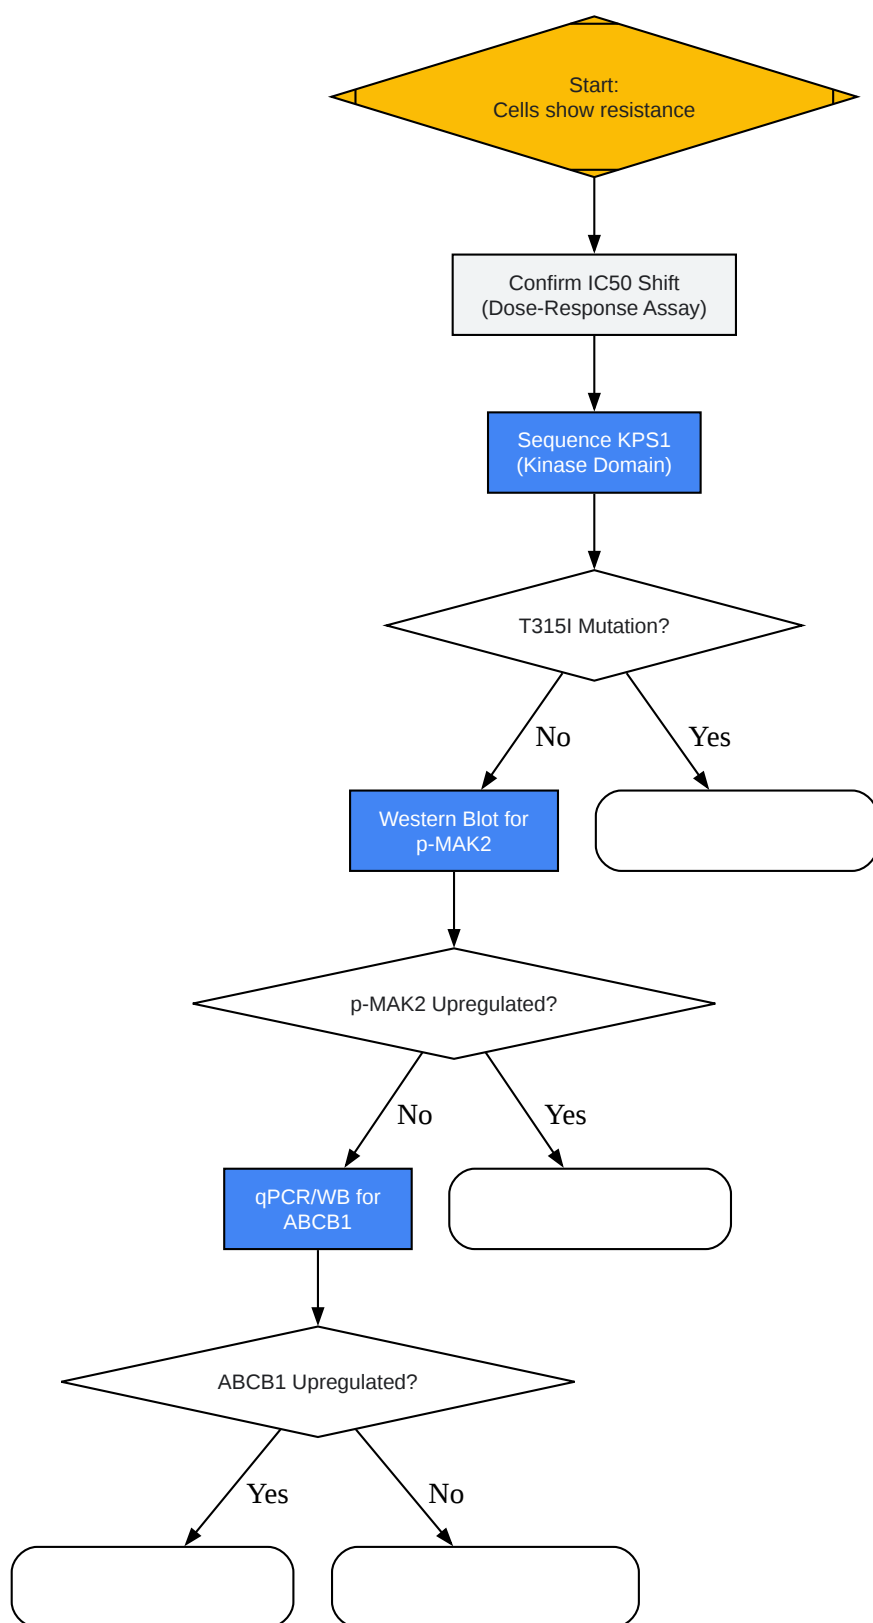 Start:
Cells show resistance
Confirm IC50 Shift
(Dose-Response Assay)
Sequence KPS1
(Kinase Domain)
T315I Mutation?
No
Yes
Western Blot for
p-MAK2
p-MAK2 Upregulated?
No
Yes
qPCR/WB for
ABCB1
ABCB1 Upregulated?
Yes
No